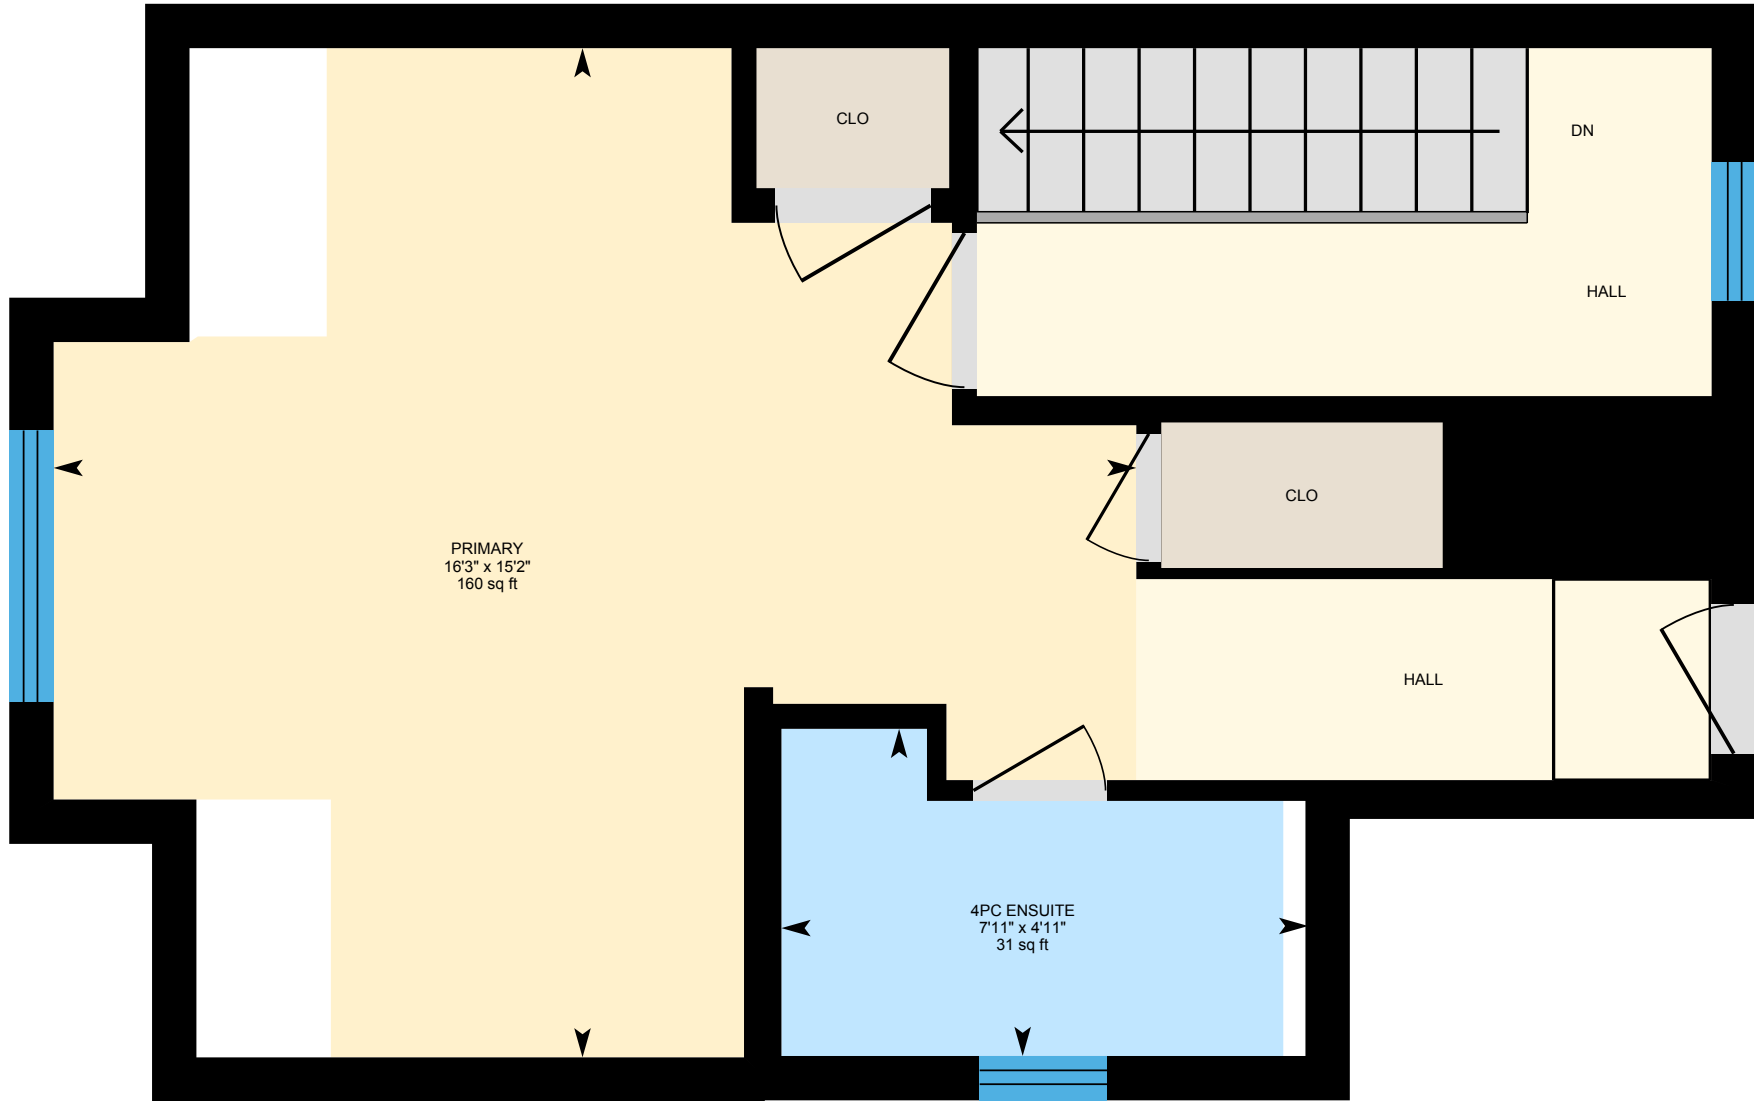 CLO
DN
HALL
CLO
PRIMARY
16'3" x 15'2"
160 sq ft
HALL
4PC ENSUITE
7'11" x 4'11"
31 sq ft